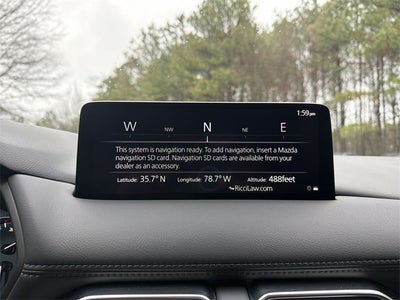 1:59pm
W NW N NE E
This system is navigation ready. To add navigation, insert a Mazda
navigation SD card. Navigation SD cards are available from your
dealer as an accessory.
Latitude: 35.7° N Longitude: 78.7° W Altitude: 488feet
RicciLaw.com